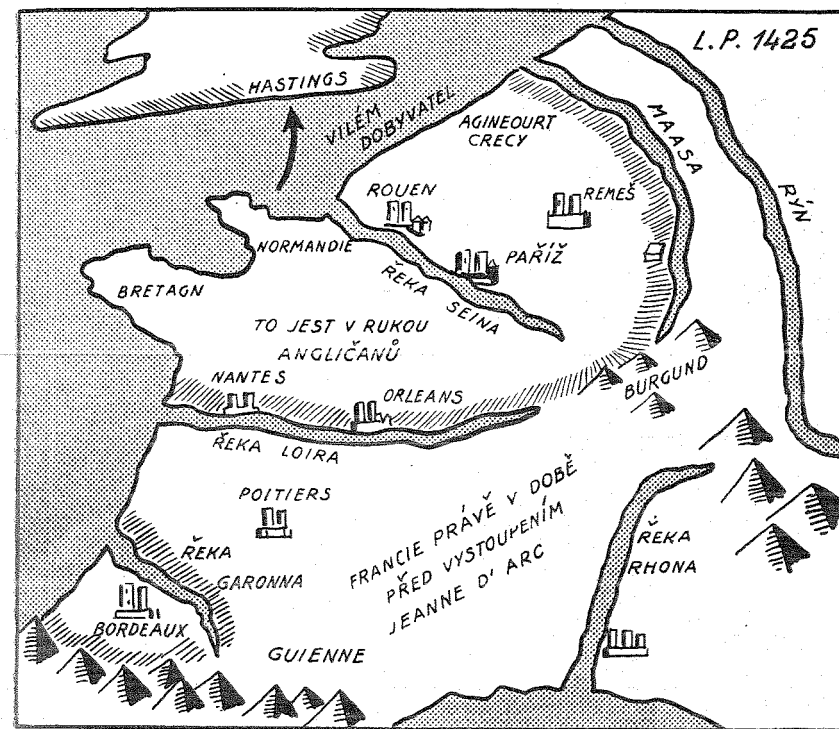 L.P. 1425
HASTINGS
VILÉM
DOBYVATEL
AGINCOURT
CRECY
MAASA
RÝN
ROUEN
REMEŠ
NORMANDIE
PAŘÍŽ
ŘEKA SEINA
BRETAGN
TO JEST V RUKOU
ANGLIČANŮ
BURGUND
NANTES
ORLEANS
ŘEKA LOIRA
POITIERS
FRANCIE PRÁVĚ V DOBĚ
PŘED VYSTOUPENÍM
JEANNE D' ARC
ŘEKA
GARONNA
ŘEKA
RHONA
BORDEAUX
GUIENNE